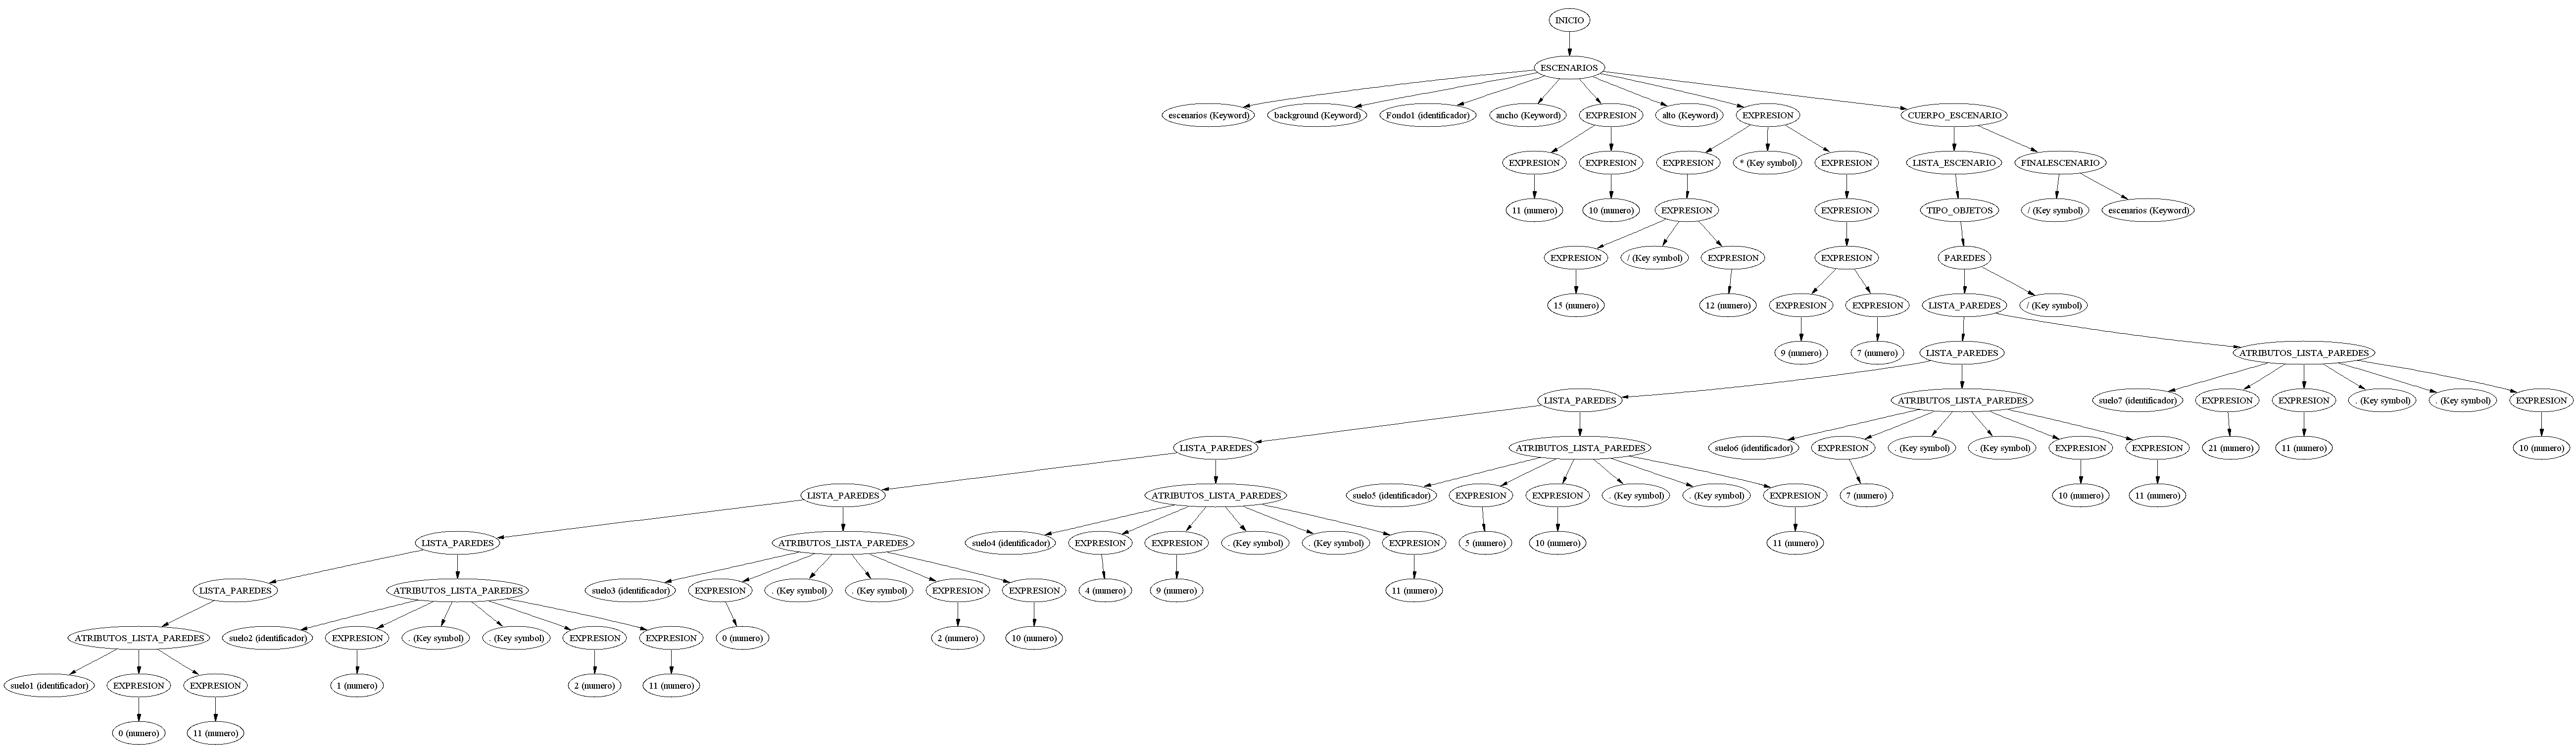 INICIO
ESCENARIOS
escenarios (Keyword) background (Keyword) Fondo1 (identificador) ancho (Keyword) EXPRESION alto (Keyword) EXPRESION CUERPO_ESCENARIO
EXPRESION EXPRESION EXPRESION * (Key symbol) EXPRESION LISTA_ESCENARIO FINALESCENARIO
11 (numero) 10 (numero) EXPRESION EXPRESION TIPO_OBJETOS / (Key symbol) escenarios (Keyword)
EXPRESION / (Key symbol) EXPRESION EXPRESION PAREDES
15 (numero) 12 (numero) EXPRESION EXPRESION LISTA_PAREDES / (Key symbol)
9 (numero) 7 (numero) LISTA_PAREDES ATRIBUTOS_LISTA_PAREDES
LISTA_PAREDES ATRIBUTOS_LISTA_PAREDES suelo7 (identificador) EXPRESION EXPRESION . (Key symbol) . (Key symbol) EXPRESION
LISTA_PAREDES ATRIBUTOS_LISTA_PAREDES suelo6 (identificador) EXPRESION . (Key symbol) . (Key symbol) EXPRESION EXPRESION 21 (numero) 11 (numero) 10 (numero)
LISTA_PAREDES ATRIBUTOS_LISTA_PAREDES suelo5 (identificador) EXPRESION EXPRESION . (Key symbol) . (Key symbol) EXPRESION 7 (numero) 10 (numero) 11 (numero)
LISTA_PAREDES ATRIBUTOS_LISTA_PAREDES suelo4 (identificador) EXPRESION EXPRESION . (Key symbol) . (Key symbol) EXPRESION 5 (numero) 10 (numero) 11 (numero)
LISTA_PAREDES ATRIBUTOS_LISTA_PAREDES suelo3 (identificador) EXPRESION . (Key symbol) . (Key symbol) EXPRESION EXPRESION 4 (numero) 9 (numero) 11 (numero)
ATRIBUTOS_LISTA_PAREDES suelo2 (identificador) EXPRESION . (Key symbol) . (Key symbol) EXPRESION EXPRESION 0 (numero) 2 (numero) 10 (numero)
suelo1 (identificador) EXPRESION EXPRESION 1 (numero) 2 (numero) 11 (numero)
0 (numero) 11 (numero)